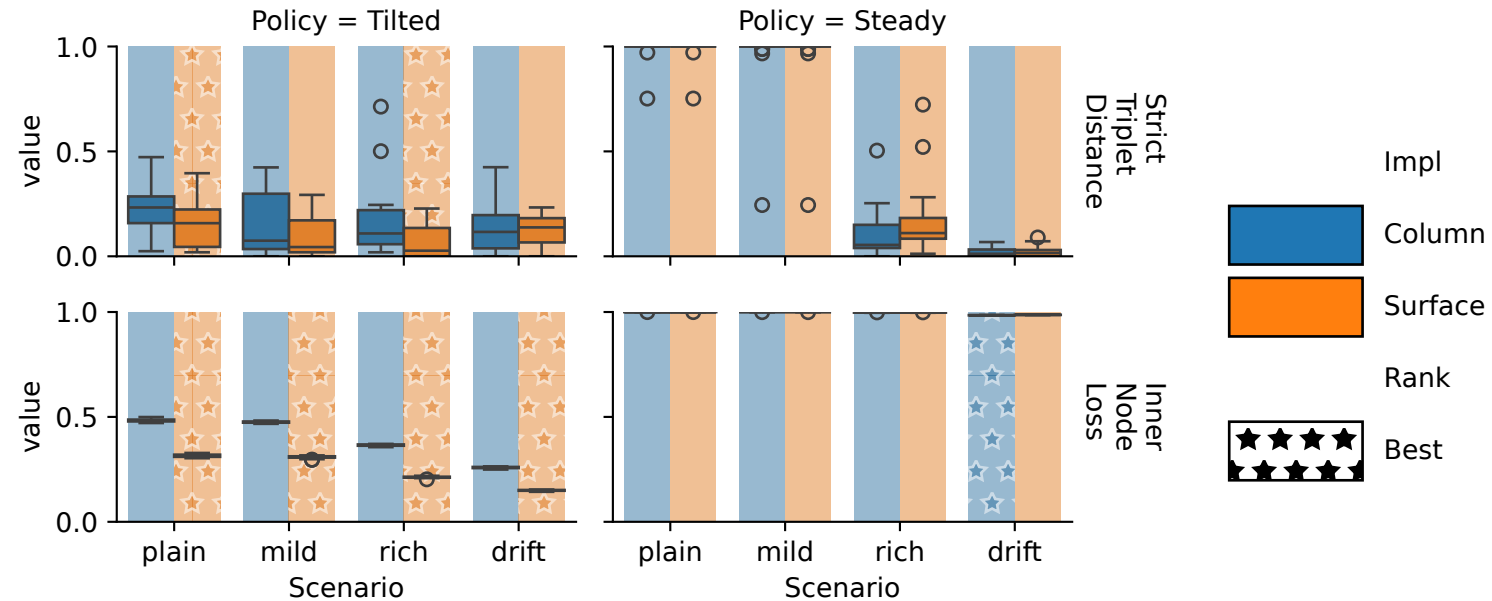 Policy = Tilted
Policy = Steady
1.0
0.5
0.0
value
Strict
Triplet
Distance
1.0
0.5
0.0
value
Inner
Node
Loss
plain
mild
rich
drift
Scenario
plain
mild
rich
drift
Scenario
Impl
Column
Surface
Rank
Best